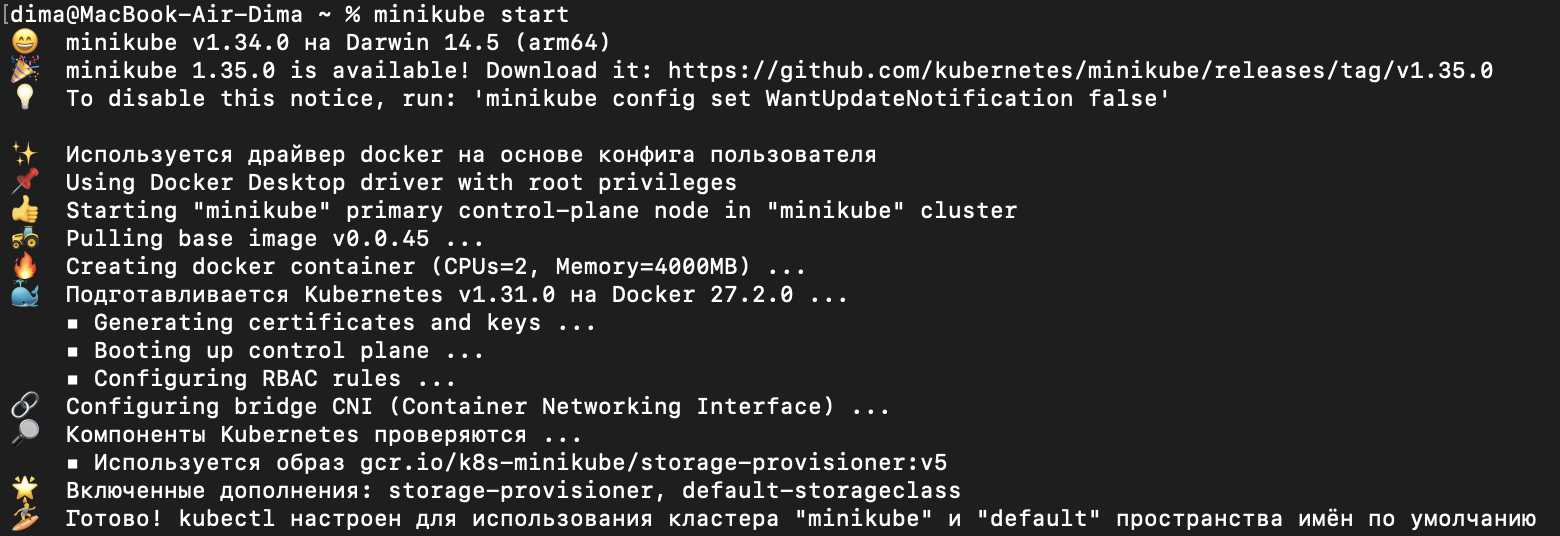 [dima@MacBook-Air-Dima ~ % minikube start
😄 minikube v1.34.0 на Darwin 14.5 (arm64)
🎉 minikube 1.35.0 is available! Download it: https://github.com/kubernetes/minikube/releases/tag/v1.35.0
💡 To disable this notice, run: 'minikube config set WantUpdateNotification false'
✨ Используется драйвер docker на основе конфига пользователя
📌 Using Docker Desktop driver with root privileges
👍 Starting "minikube" primary control-plane node in "minikube" cluster
🚜 Pulling base image v0.0.45 ...
🔥 Creating docker container (CPUs=2, Memory=4000MB) ...
🐳 Подготавливается Kubernetes v1.31.0 на Docker 27.2.0 ...
▪ Generating certificates and keys ...
▪ Booting up control plane ...
▪ Configuring RBAC rules ...
🔗 Configuring bridge CNI (Container Networking Interface) ...
🔎 Компоненты Kubernetes проверяются ...
▪ Используется образ gcr.io/k8s-minikube/storage-provisioner:v5
🌟 Включенные дополнения: storage-provisioner, default-storageclass
🏄 Готово! kubectl настроен для использования кластера "minikube" и "default" пространства имён по умолчанию